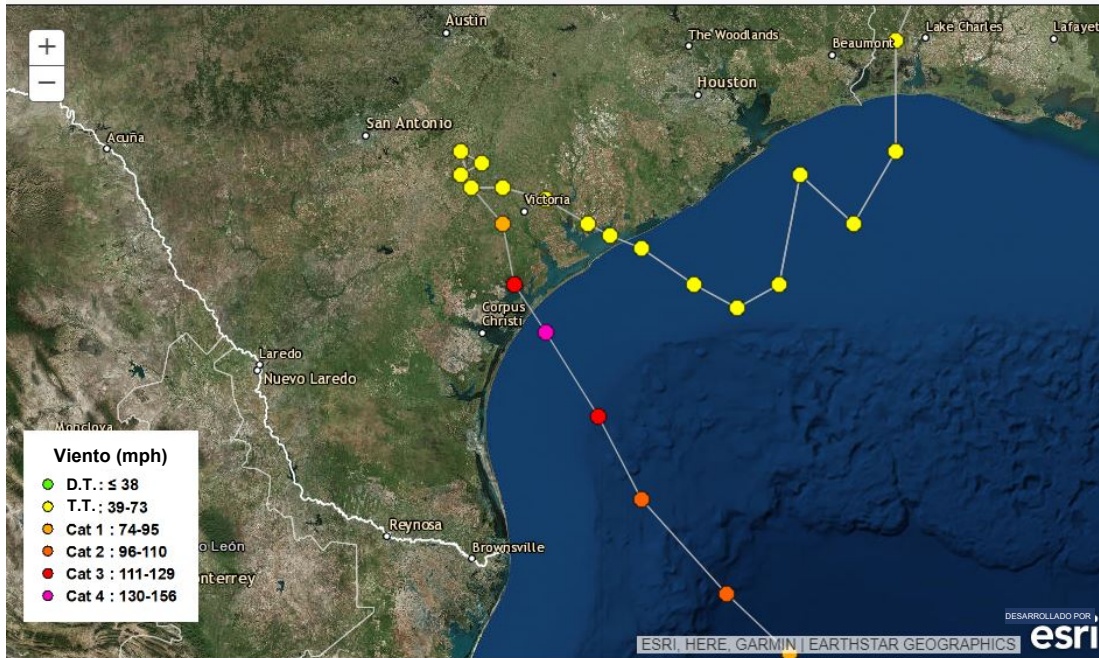 Austin
Lake Charles
Lafayet
The Woodlands
Beaumont
+
−
Houston
San Antonio
Acuña
Victoria
Corpus
Christi
Laredo
Nuevo Laredo
Monclova
Viento (mph)
D.T.: ≤ 38
T.T.: 39-73
Cat 1 : 74-95
Cat 2 : 96-110
Cat 3 : 111-129
Cat 4 : 130-156
Reynosa
Brownsville
o León
onterrey
DESARROLLADO POR
esri
ESRI, HERE, GARMIN | EARTHSTAR GEOGRAPHICS